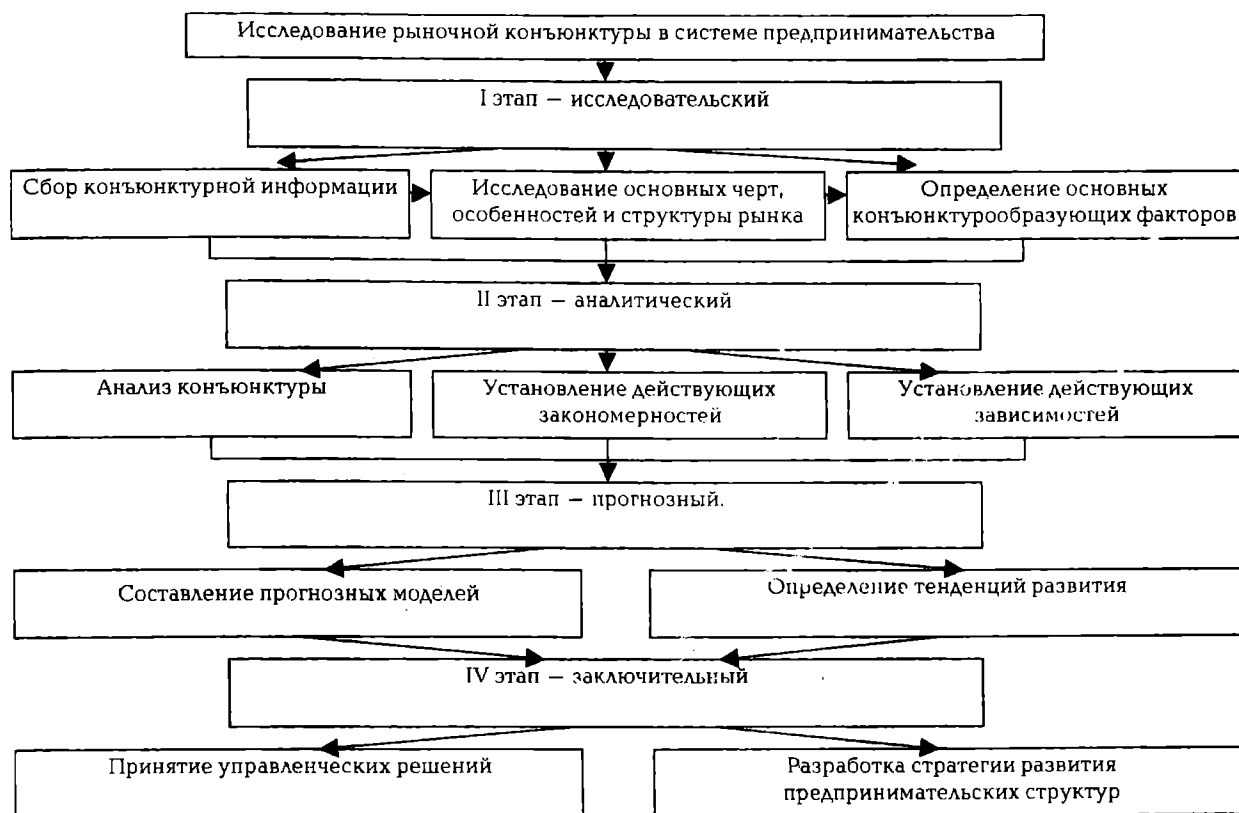 Исследование рыночной конъюнктуры в системе предпринимательства
I этап — исследовательский
Сбор конъюнктурной информации
Исследование основных черт,
особенностей и структуры рынка
Определение основных
конъюнктурообразующих факторов
II этап — аналитический
Анализ конъюнктуры
Установление действующих
закономерностей
Установление действующих
зависимостей
III этап — прогнозный.
Составление прогнозных моделей
Определение тенденций развития
IV этап — заключительный
Принятие управленческих решений
Разработка стратегии развития
предпринимательских структур